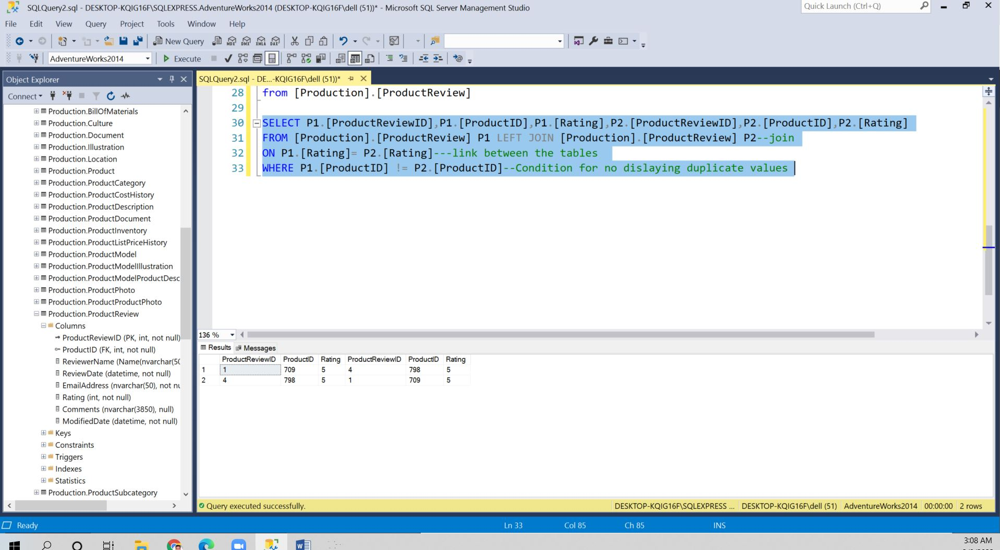 SQLQuery2.sql - DESKTOP-KQIG16F\SQLEXPRESS.AdventureWorks2014 (DESKTOP-KQIG16F\dell (51))* - Microsoft SQL Server Management Studio
Quick Launch (Ctrl+Q)
File Edit View Query Project Tools Window Help
New Query MDX DMX XMLA DAX
AdventureWorks2014 Execute
Object Explorer
SQLQuery2.sql - DE...-KQIG16F\dell (51))*
Connect
Production.BillOfMaterials
Production.Culture
Production.Document
Production.Illustration
Production.Location
Production.Product
Production.ProductCategory
Production.ProductCostHistory
Production.ProductDescription
Production.ProductDocument
Production.ProductInventory
Production.ProductListPriceHistory
Production.ProductModel
Production.ProductModelIllustration
Production.ProductModelProductDesc
Production.ProductPhoto
Production.ProductProductPhoto
Production.ProductReview
Columns
ProductReviewID (PK, int, not null)
ProductID (FK, int, not null)
ReviewerName (Name(nvarchar(50
ReviewDate (datetime, not null)
EmailAddress (nvarchar(50), not nu
Rating (int, not null)
Comments (nvarchar(3850), null)
ModifiedDate (datetime, not null)
Keys
Constraints
Triggers
Indexes
Statistics
Production.ProductSubcategory
28 from [Production].[ProductReview]
29
30 SELECT P1.[ProductReviewID],P1.[ProductID],P1.[Rating],P2.[ProductReviewID],P2.[ProductID],P2.[Rating]
31 FROM [Production].[ProductReview] P1 LEFT JOIN [Production].[ProductReview] P2--join
32 ON P1.[Rating]= P2.[Rating]---link between the tables
33 WHERE P1.[ProductID] != P2.[ProductID]--Condition for no dislaying duplicate values
136 %
Results Messages
ProductReviewID ProductID Rating ProductReviewID ProductID Rating
1 1 709 5 4 798 5
2 4 798 5 1 709 5
Query executed successfully. DESKTOP-KQIG16F\SQLEXPRESS ... DESKTOP-KQIG16F\dell (51) AdventureWorks2014 00:00:00 2 rows
Ready Ln 33 Col 85 Ch 85 INS
3:08 AM